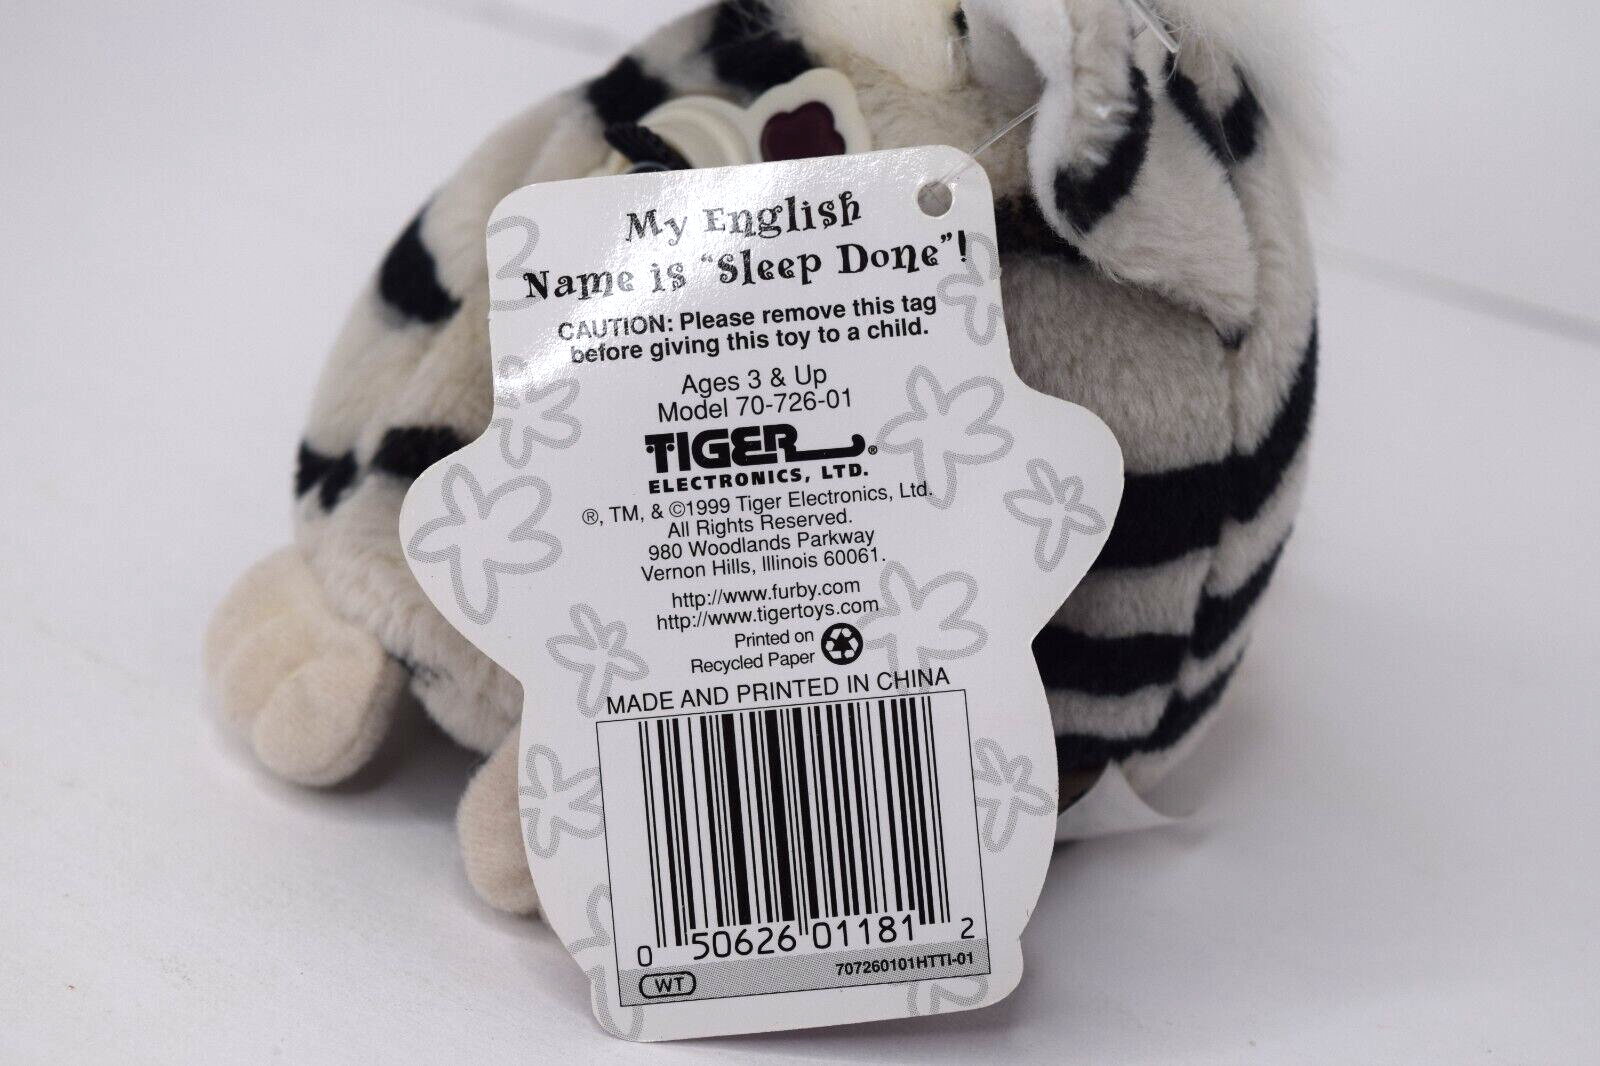 My English
Name is "Sleep Done"!
CAUTION: Please remove this tag
before giving this toy to a child.
Ages 3 & Up
Model 70-726-01
TIGER®
ELECTRONICS, LTD.
®, TM, & ©1999 Tiger Electronics, Ltd.
All Rights Reserved.
980 Woodlands Parkway
Vernon Hills, Illinois 60061.
http://www.furby.com
http://www.tigertoys.com
Printed on
Recycled Paper
MADE AND PRINTED IN CHINA
0 50626 01181 2
WT 707260101HTTI-01